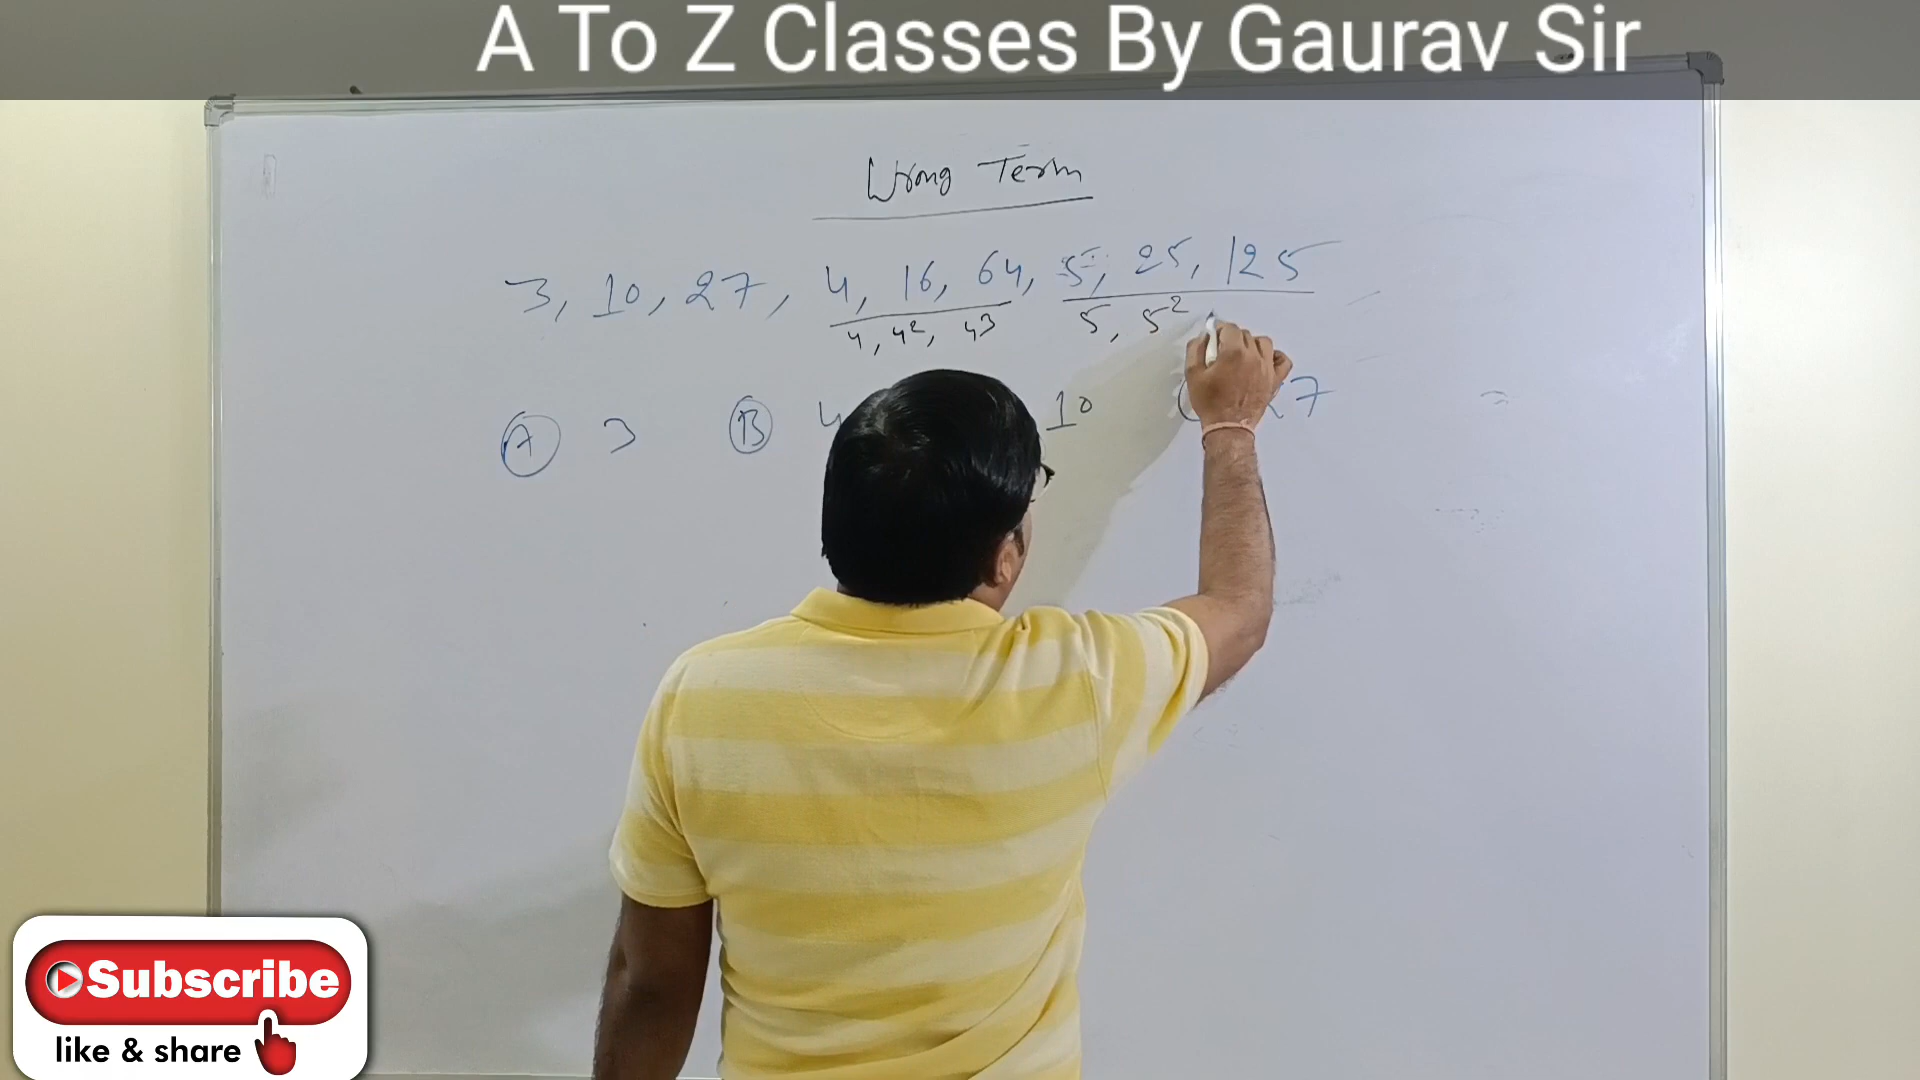 A To Z Classes By Gaurav Sir
Wrong Term
3, 10, 27, 4, 16, 64, 5, 25, 125
4, 4², 4³ 5, 5²
A 3 B 4 10 27
Subscribe
like & share